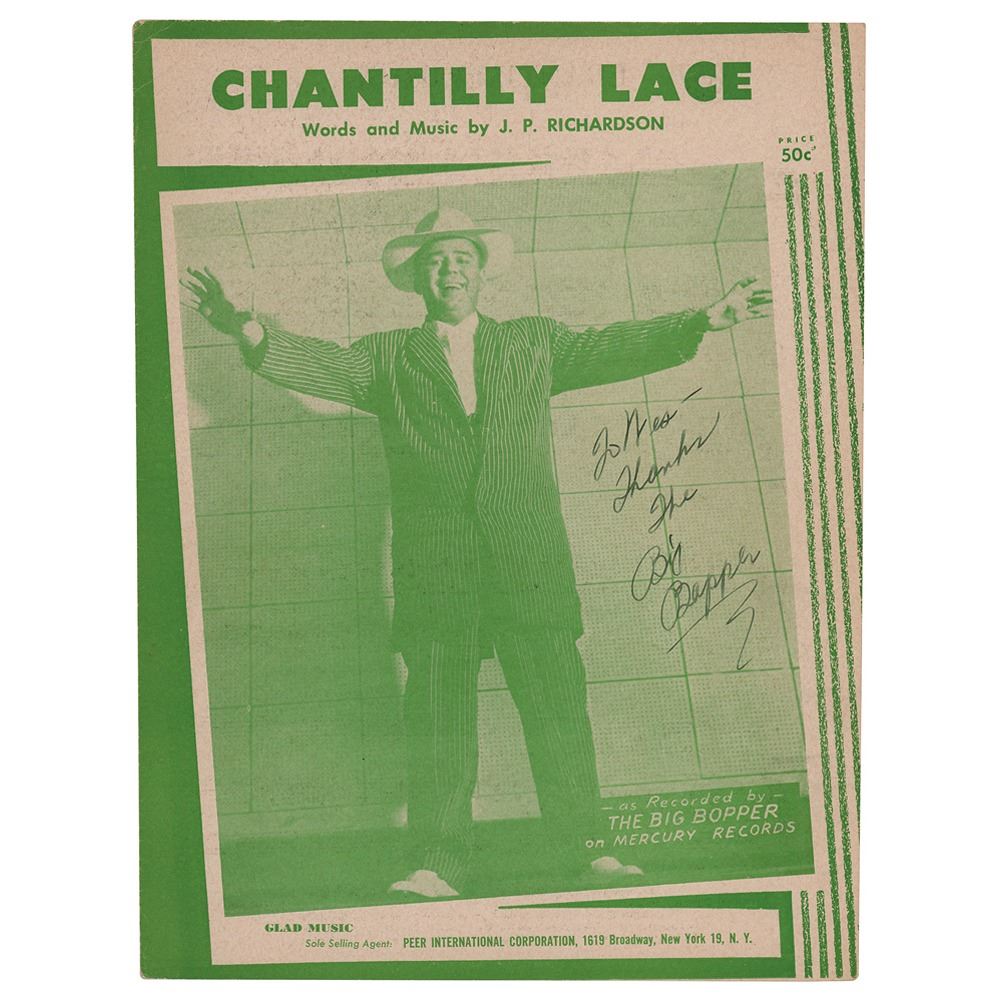 CHANTILLY LACE
Words and Music by J. P. RICHARDSON
PRICE
50c
To Wes —
Thanks
The
Big
Bopper
— as Recorded by —
THE BIG BOPPER
on MERCURY RECORDS
GLAD MUSIC
Sole Selling Agent: PEER INTERNATIONAL CORPORATION, 1619 Broadway, New York 19, N. Y.